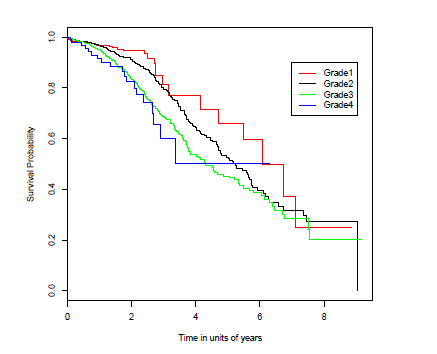 Survival Probability
1.0
0.8
0.6
0.4
0.2
0.0
Grade1
Grade2
Grade3
Grade4
0 2 4 6 8
Time in units of years